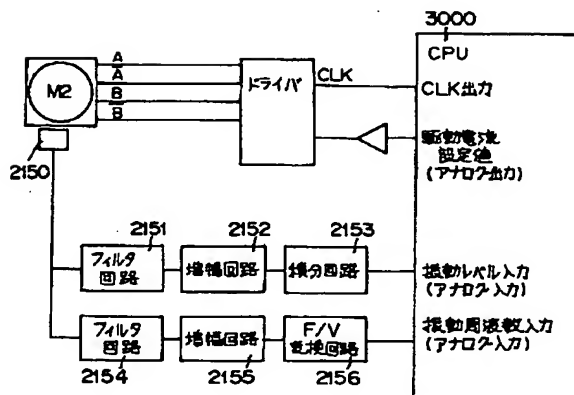 3000
CPU
A
A̅
B
B̅
M2
ドライバ
CLK
CLK出力
駆動電流
設定値
(アナログ出力)
2150
2151
2152
2153
フィルタ
回路
増幅回路
積分回路
振動レベル入力
(アナログ入力)
フィルタ
回路
増幅回路
F/V
変換回路
振動周波数入力
(アナログ入力)
2154
2155
2156